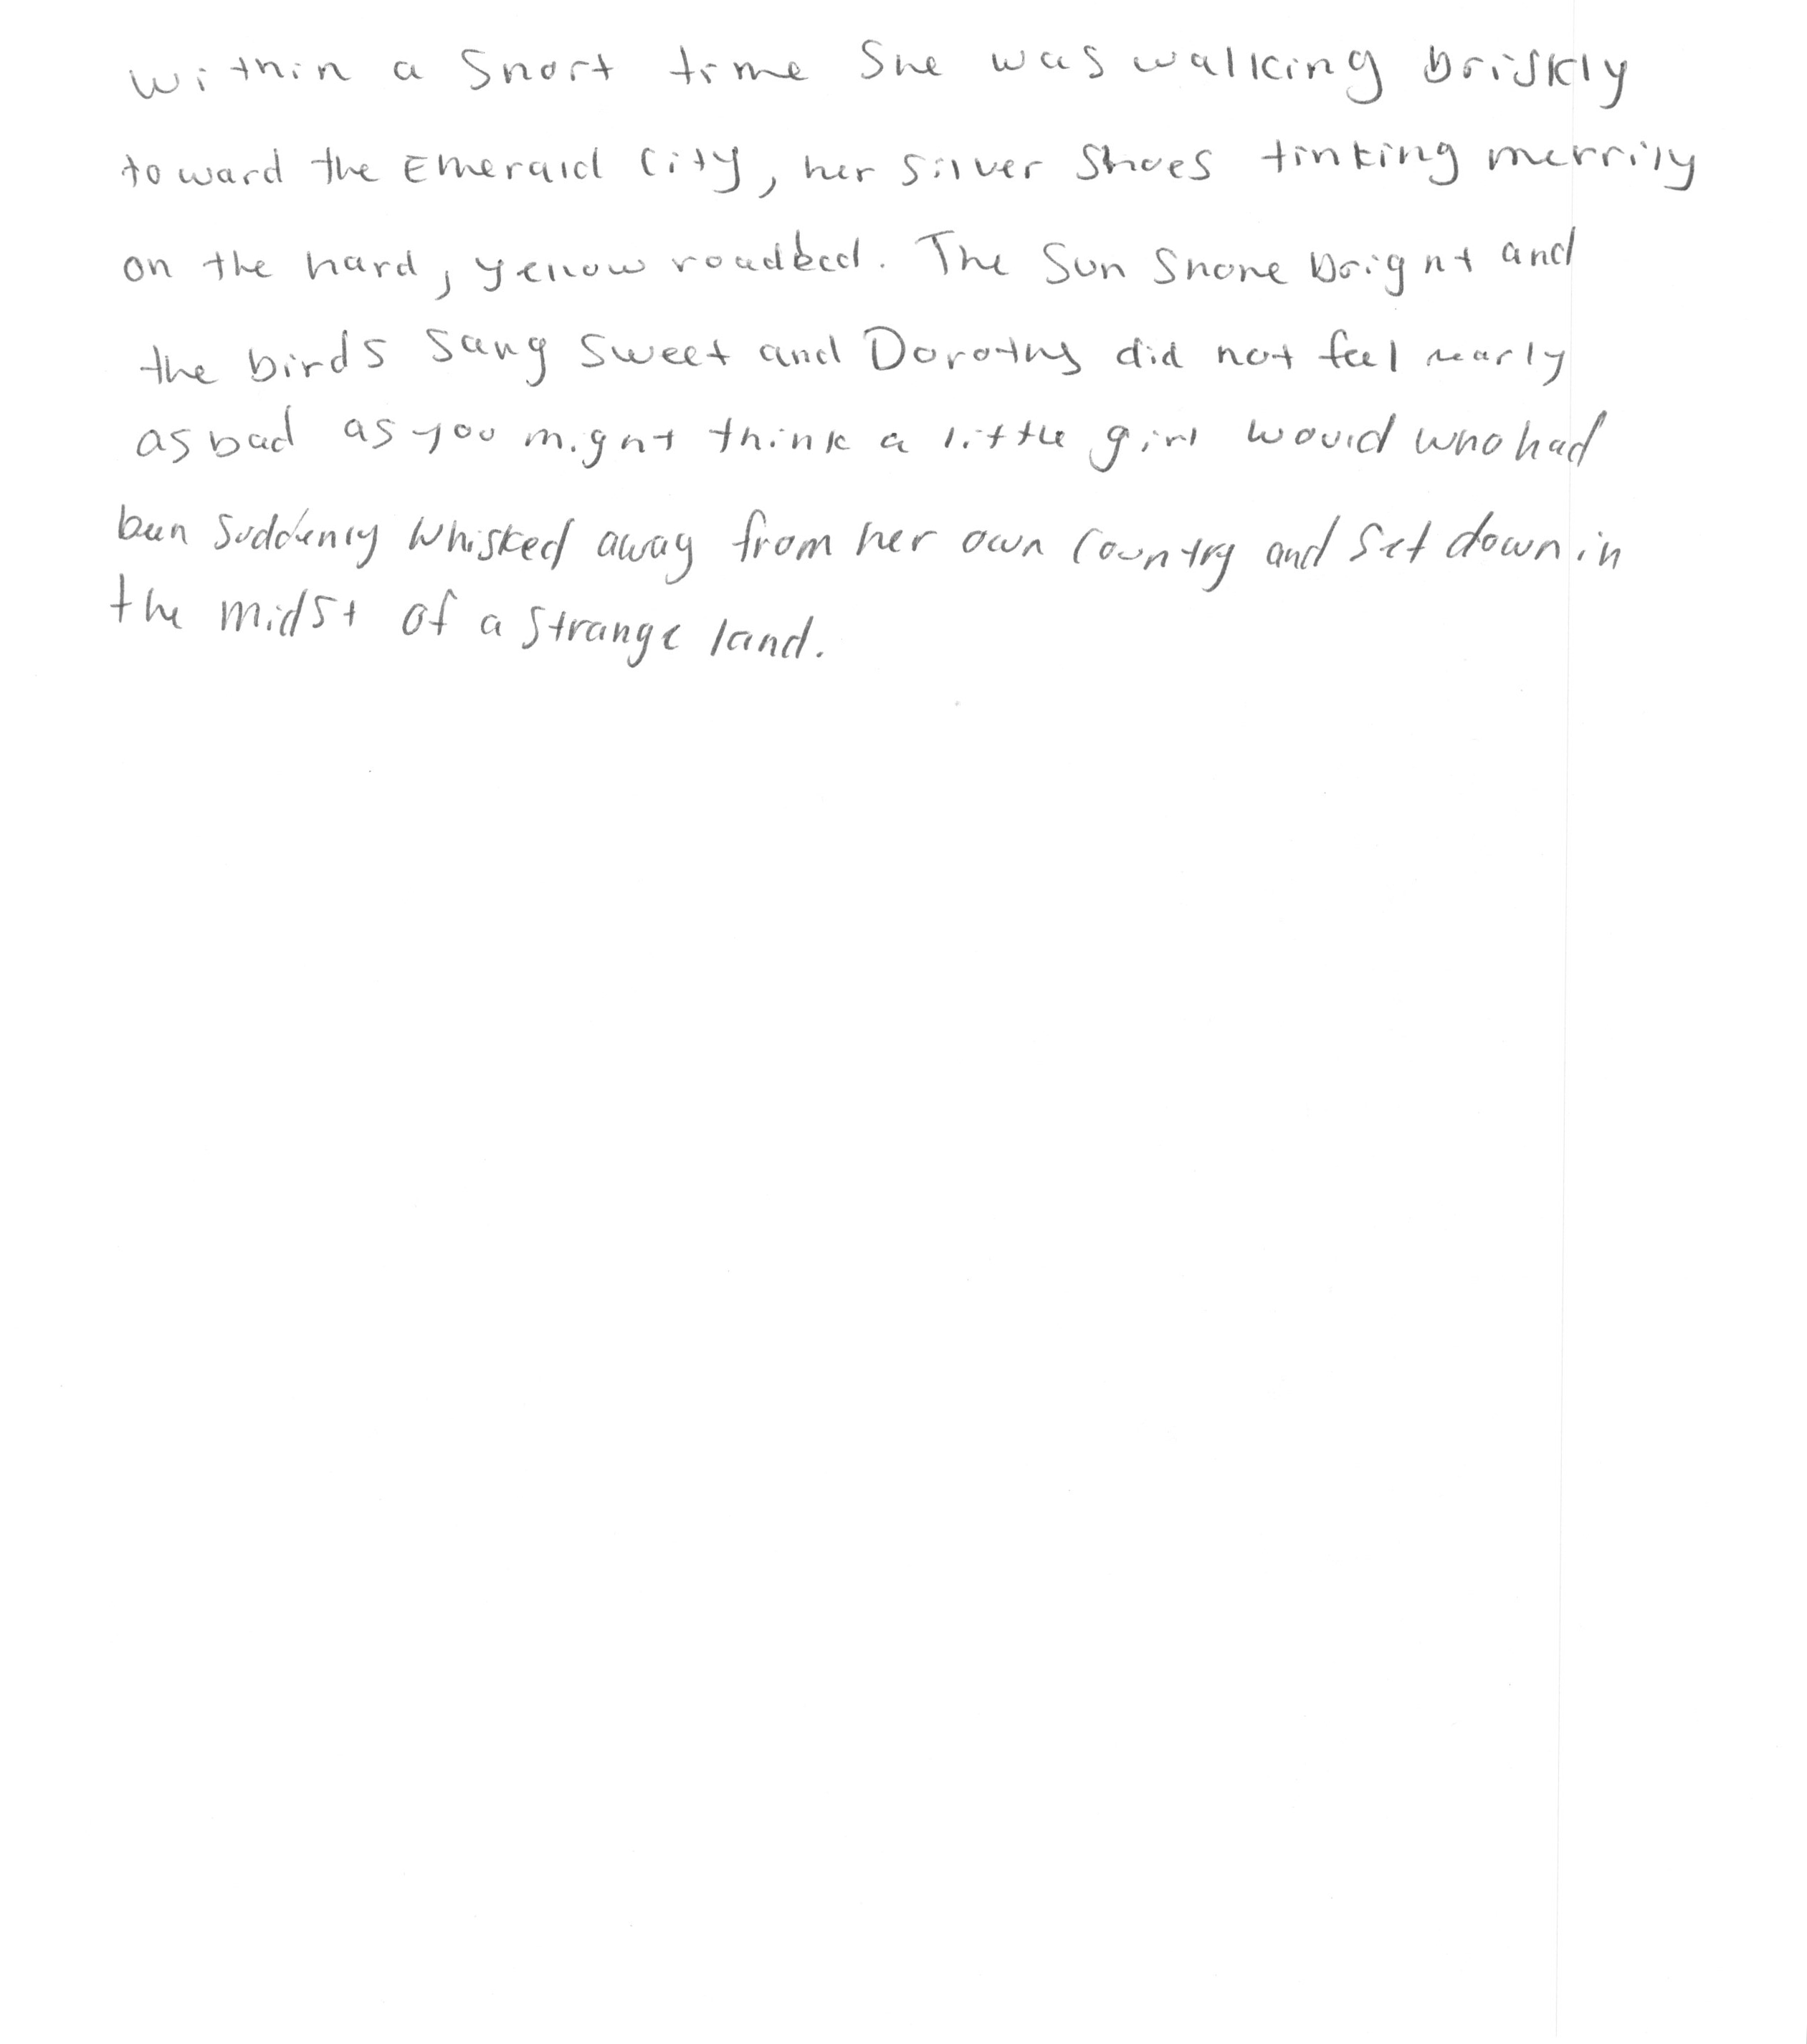 Within a short time she was walking briskly
toward the Emerald City, her silver shoes tinking merrily
on the hard, yellow roadbed. The sun shone bright and
the birds sang sweet and Dorothy did not feel nearly
as bad as you might think a little girl would who had
been suddenly whisked away from her own country and set down in
the midst of a strange land.